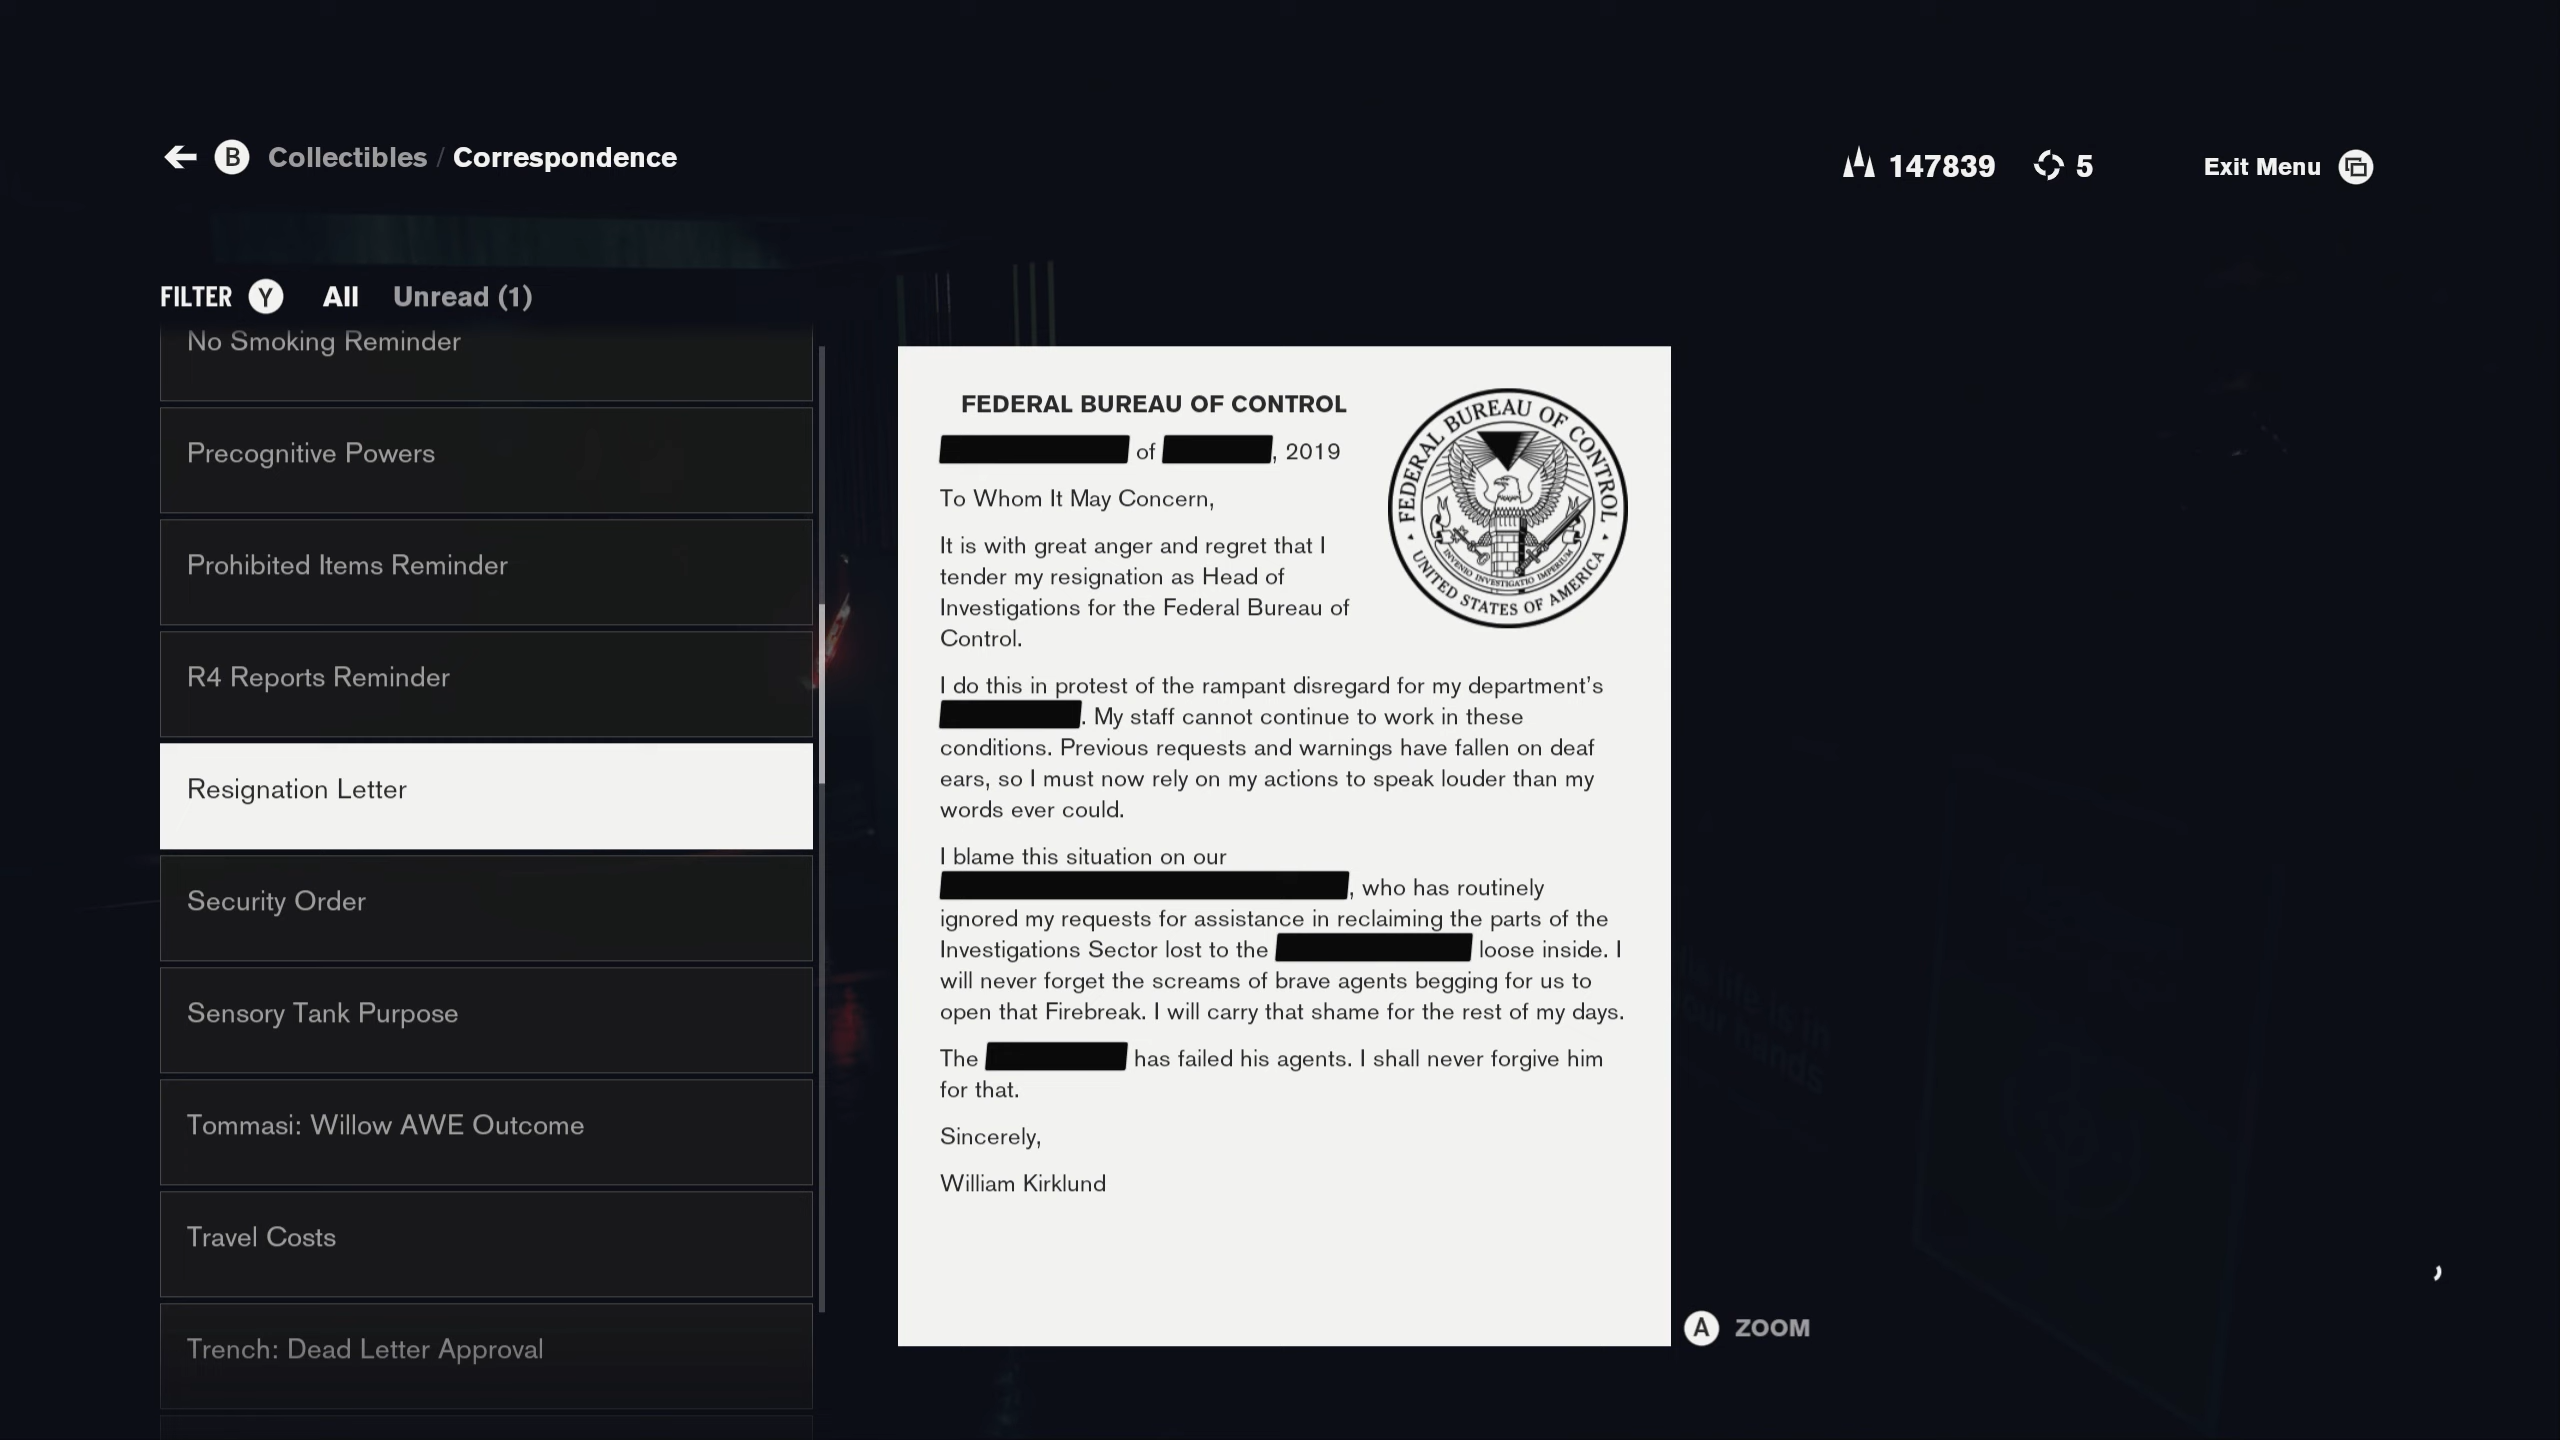 B Collectibles / Correspondence
147839 5 Exit Menu
FILTER Y All Unread (1)
No Smoking Reminder
Precognitive Powers
Prohibited Items Reminder
R4 Reports Reminder
Resignation Letter
Security Order
Sensory Tank Purpose
Tommasi: Willow AWE Outcome
Travel Costs
Trench: Dead Letter Approval
FEDERAL BUREAU OF CONTROL
of , 2019
To Whom It May Concern,
It is with great anger and regret that I
tender my resignation as Head of
Investigations for the Federal Bureau of
Control.
I do this in protest of the rampant disregard for my department's
. My staff cannot continue to work in these
conditions. Previous requests and warnings have fallen on deaf
ears, so I must now rely on my actions to speak louder than my
words ever could.
I blame this situation on our
, who has routinely
ignored my requests for assistance in reclaiming the parts of the
Investigations Sector lost to the loose inside. I
will never forget the screams of brave agents begging for us to
open that Firebreak. I will carry that shame for the rest of my days.
The has failed his agents. I shall never forgive him
for that.
Sincerely,
William Kirklund
FEDERAL BUREAU OF CONTROL
INVENIO INVESTIGATIO IMPERIUM
UNITED STATES OF AMERICA
A ZOOM